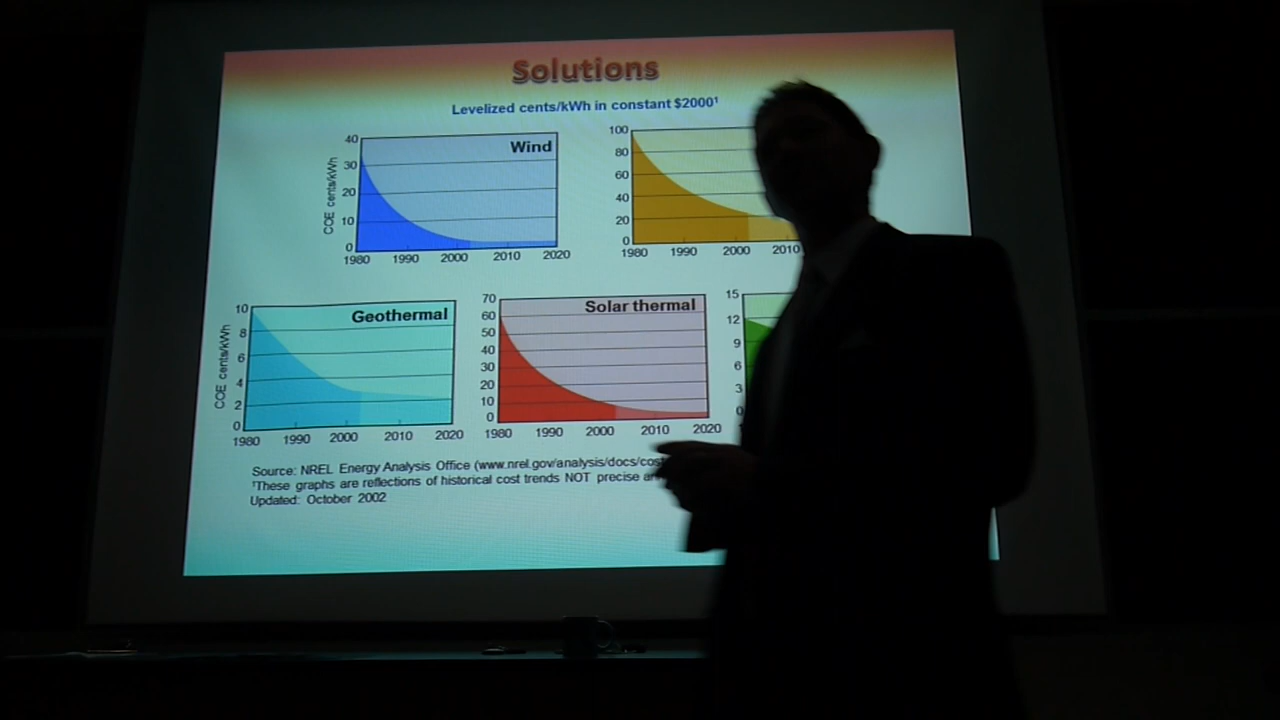 Solutions
Levelized cents/kWh in constant $2000¹
COE cents/kWh
40
30
20
10
0
Wind
1980 1990 2000 2010 2020
100
80
60
40
20
0
1980 1990 2000 2010
COE cents/kWh
10
8
6
4
2
0
Geothermal
1980 1990 2000 2010 2020
70
60
50
40
30
20
10
0
Solar thermal
1980 1990 2000 2010 2020
15
12
9
6
3
0
Source: NREL Energy Analysis Office (www.nrel.gov/analysis/docs/cost
¹These graphs are reflections of historical cost trends NOT precise
Updated: October 2002